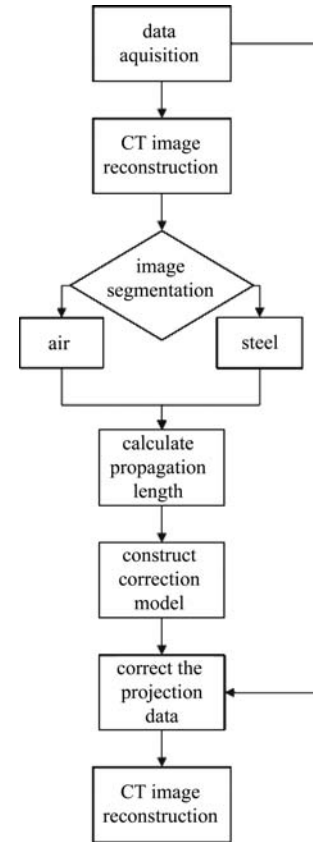 data
aquisition
CT image
reconstruction
image
segmentation
air
steel
calculate
propagation
length
construct
correction
model
correct the
projection
data
CT image
reconstruction